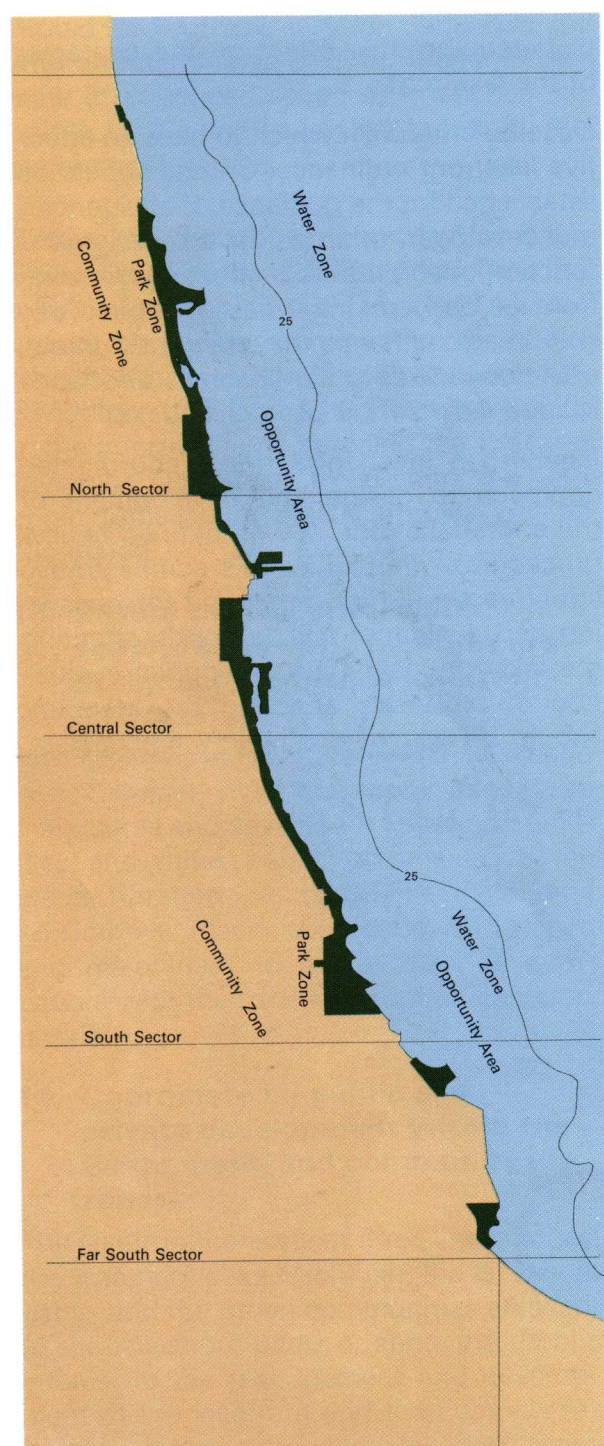 Water Zone
25
Park Zone
Community Zone
Opportunity Area
North Sector
Central Sector
25
Water Zone
Opportunity Area
Park Zone
Community Zone
South Sector
Far South Sector